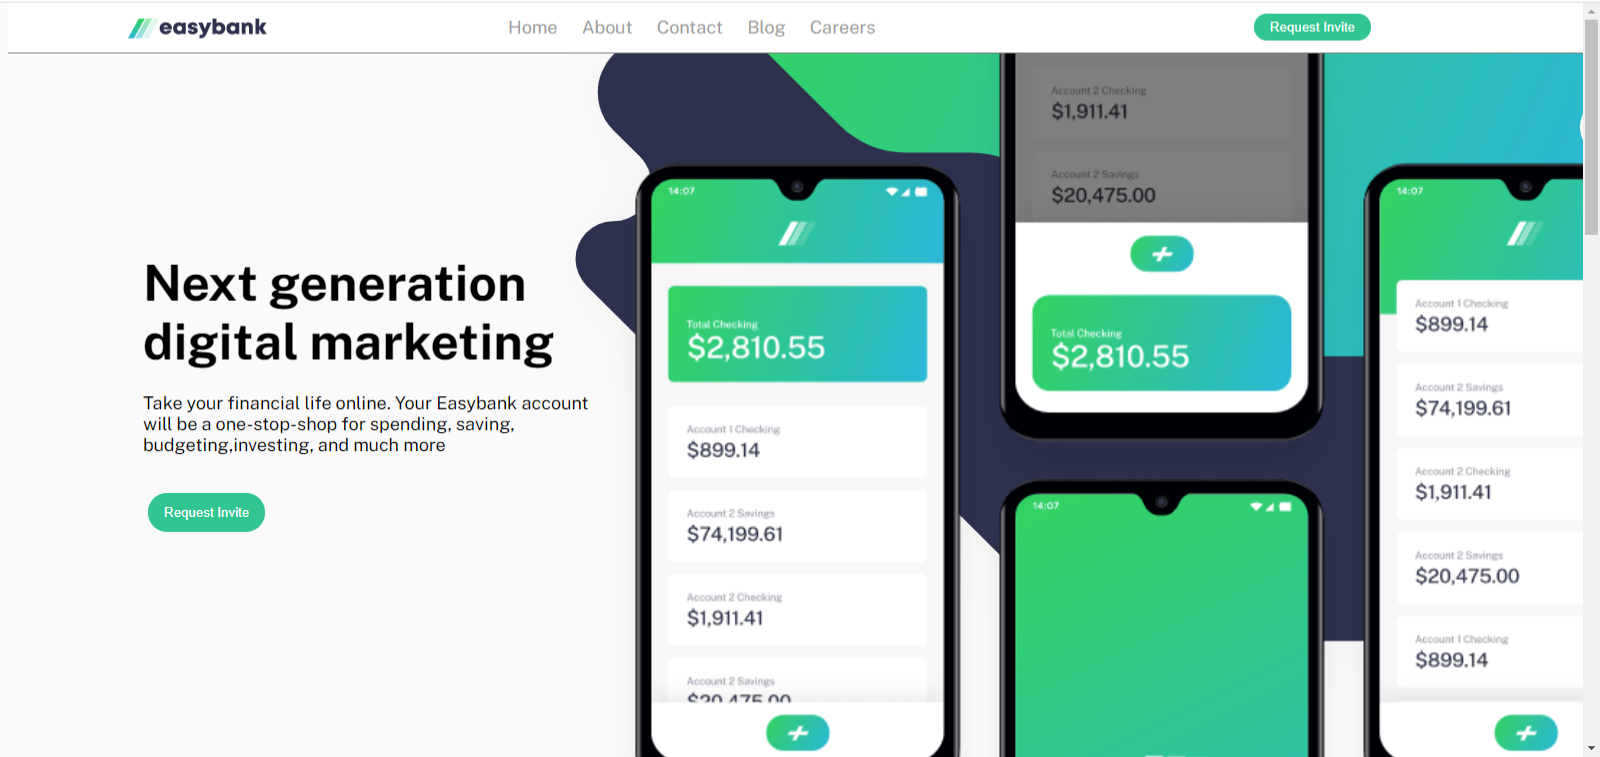 easybank
Home About Contact Blog Careers
Request Invite
Next generation
digital marketing
Take your financial life online. Your Easybank account
will be a one-stop-shop for spending, saving,
budgeting,investing, and much more
Request Invite
14:07
Total Checking
$2,810.55
Account 1 Checking
$899.14
Account 2 Savings
$74,199.61
Account 2 Checking
$1,911.41
Account 2 Savings
$20,475.00
Account 2 Checking
$1,911.41
Account 2 Savings
$20,475.00
Total Checking
$2,810.55
14:07
14:07
Account 1 Checking
$899.14
Account 2 Savings
$74,199.61
Account 2 Checking
$1,911.41
Account 2 Savings
$20,475.00
Account 1 Checking
$899.14